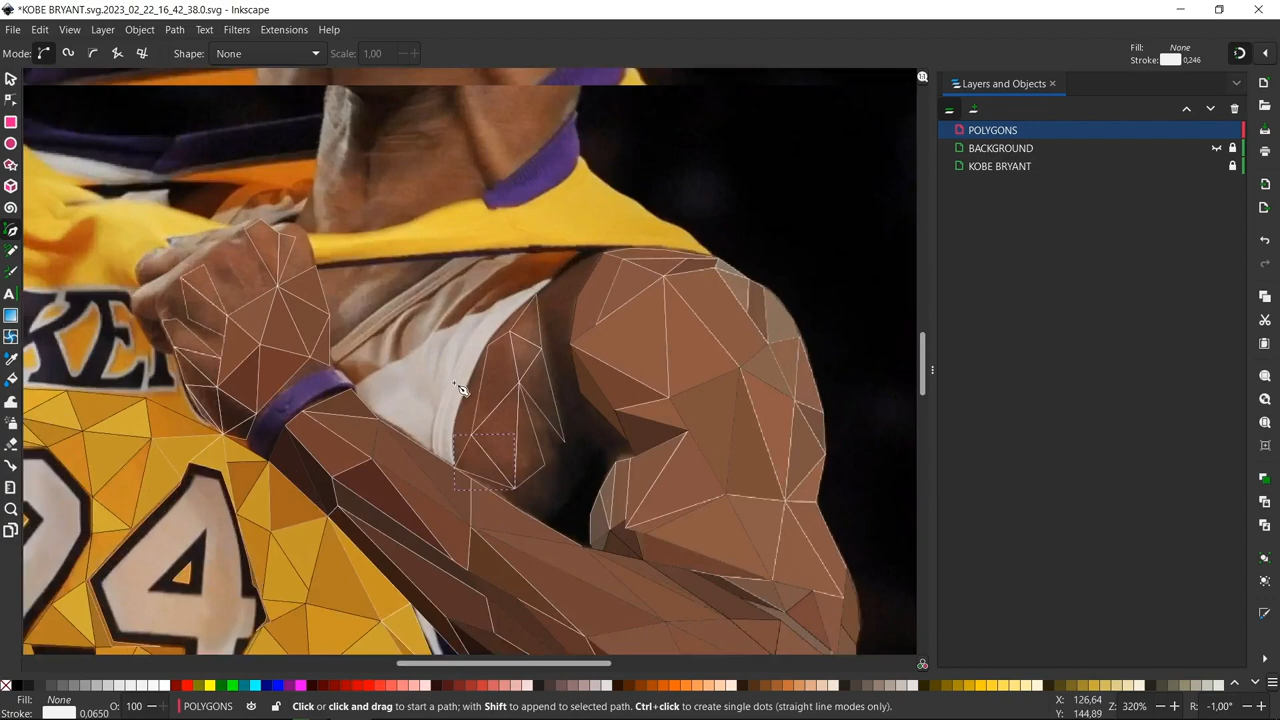 *KOBE BRYANT.svg.2023_02_22_16_42_38.0.svg - Inkscape
File Edit View Layer Object Path Text Filters Extensions Help
Mode: Shape: None Scale: 1,00
Fill: None
Stroke: 0,246
Layers and Objects
POLYGONS
BACKGROUND
KOBE BRYANT
KERS
24
Fill: None
Stroke: 0,0650
O: 100
POLYGONS
Click or click and drag to start a path; with Shift to append to selected path. Ctrl+click to create single dots (straight line modes only).
X: 126,64
Y: 144,89
Z: 320%
R: -1,00°